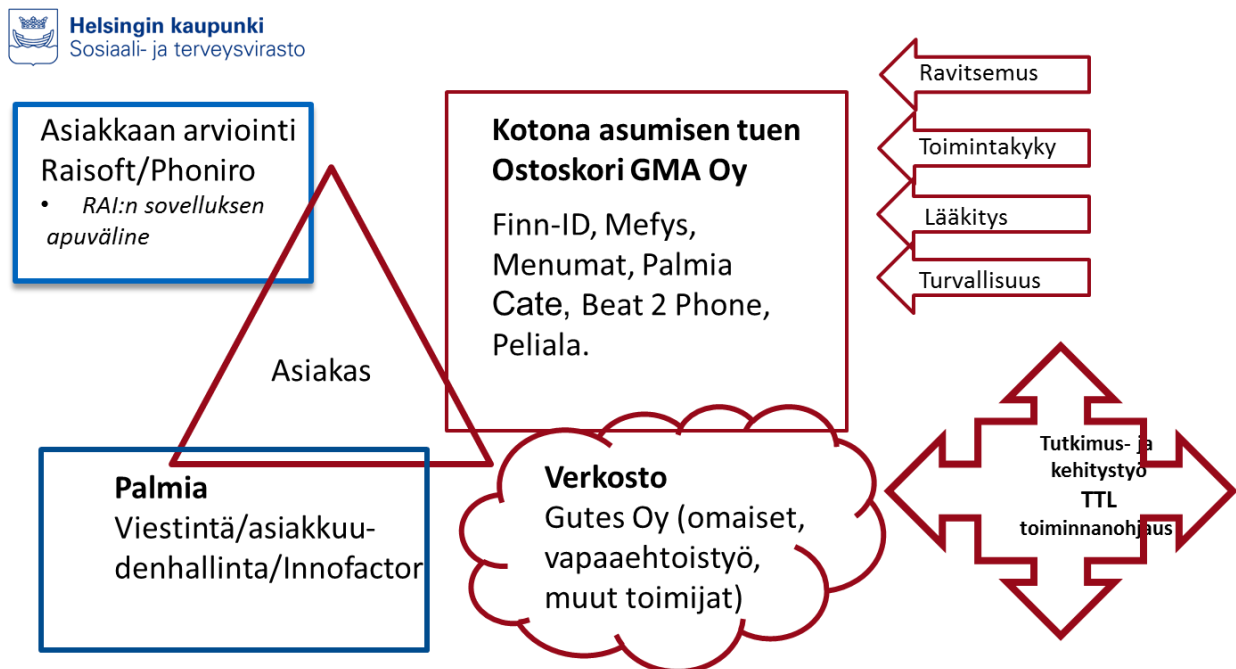 Helsingin kaupunki
Sosiaali- ja terveysvirasto
Asiakkaan arviointi
Raisoft/Phoniro
• RAI:n sovelluksen
apuväline
Kotona asumisen tuen
Ostoskori GMA Oy
Finn-ID, Mefys,
Menumat, Palmia
Cate, Beat 2 Phone,
Peliala.
Ravitsemus
Toimintakyky
Lääkitys
Turvallisuus
Asiakas
Palmia
Viestintä/asiakkuu-
denhallinta/Innofactor
Verkosto
Gutes Oy (omaiset,
vapaaehtoistyö,
muut toimijat)
Tutkimus- ja
kehitystyö
TTL
toiminnanohjaus